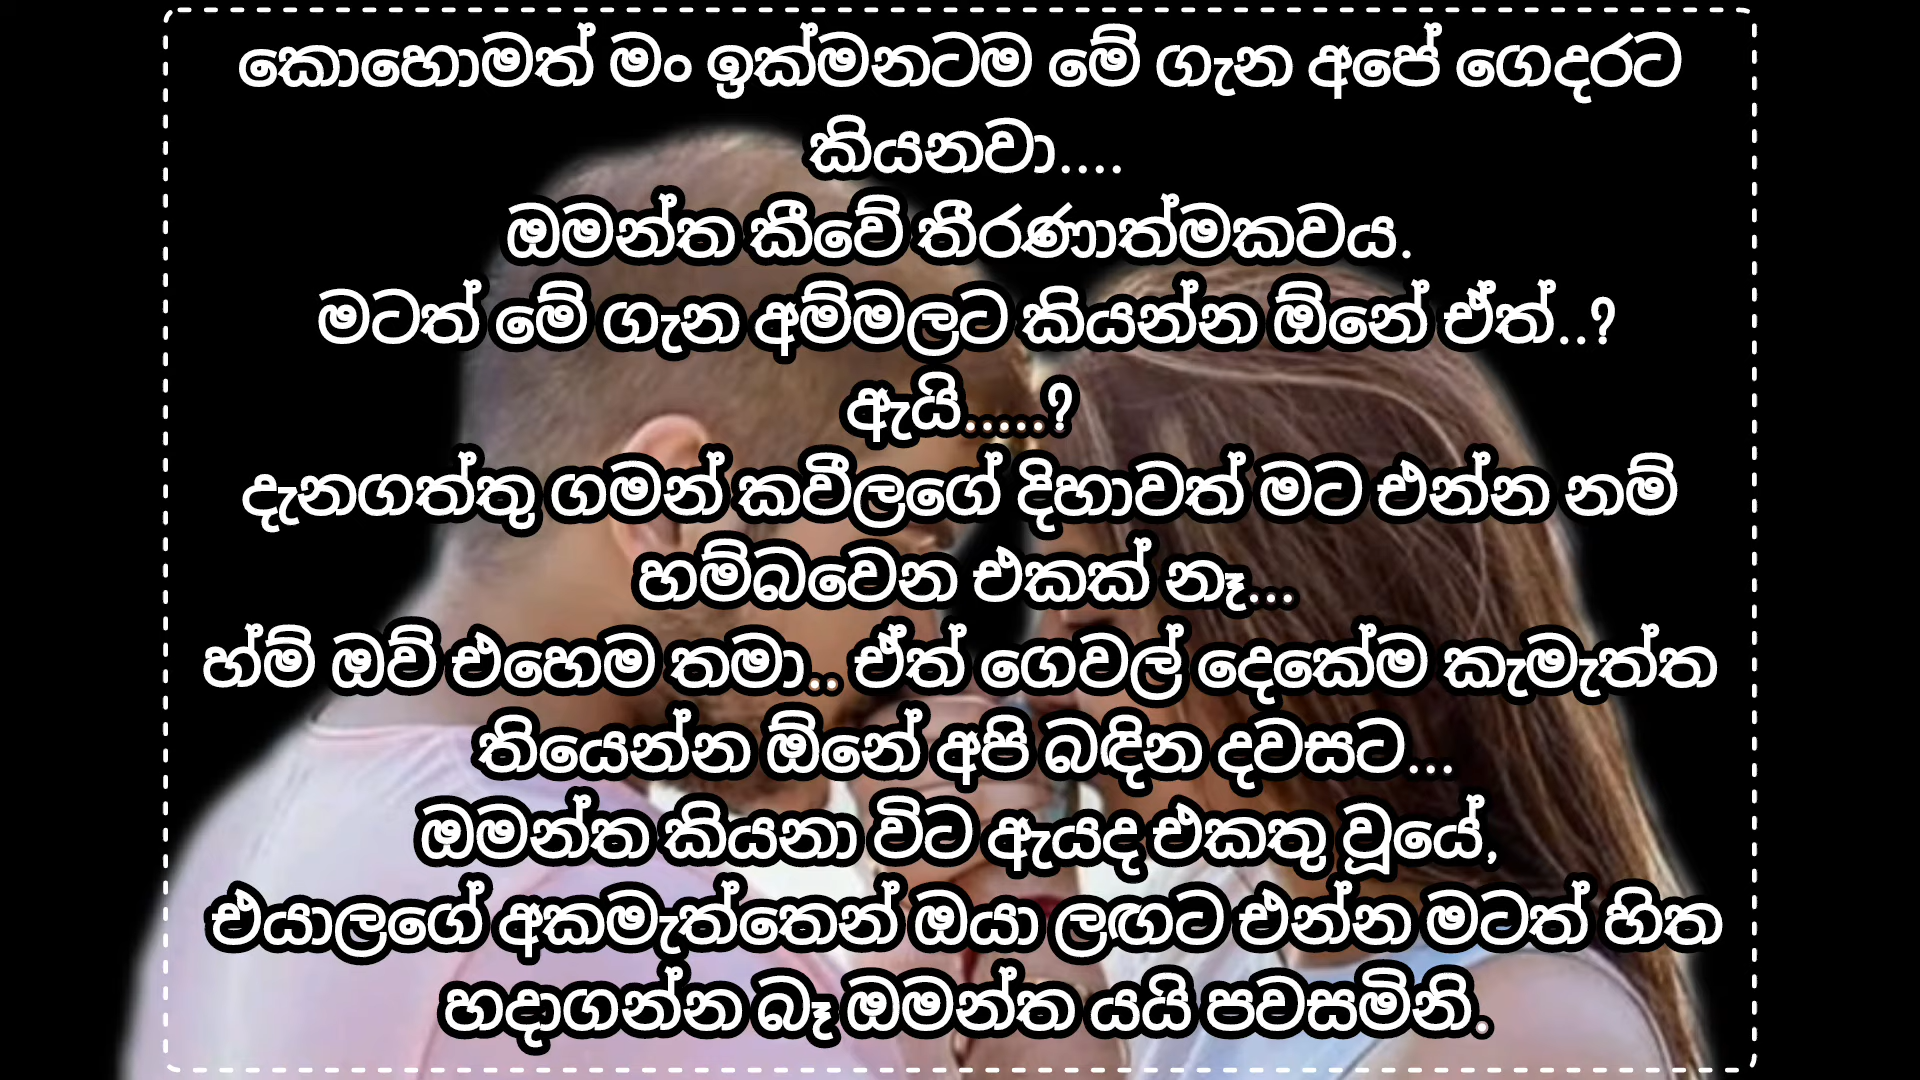 කොහොමත් මං ඉක්මනටම මේ ගැන අපේ ගෙදරට
කියනවා....
ඔමන්ත කීවේ තීරණාත්මකවය.
මටත් මේ ගැන අම්මලට කියන්න ඕනේ ඒත්..?
ඇයි.....?
දැනගත්තු ගමන් කවීලගේ දිහාවත් මට එන්න නම්
හම්බවෙන එකක් නෑ...
හ්ම් ඔව් එහෙම තමා.. ඒත් ගෙවල් දෙකේම කැමැත්ත
තියෙන්න ඕනේ අපි බඳින දවසට...
ඔමන්ත කියනා විට ඇයද එකතු වූයේ,
එයාලගේ අකමැත්තෙන් ඔයා ලඟට එන්න මටත් හිත
හදාගන්න බෑ ඔමන්ත යයි පවසමිනි.